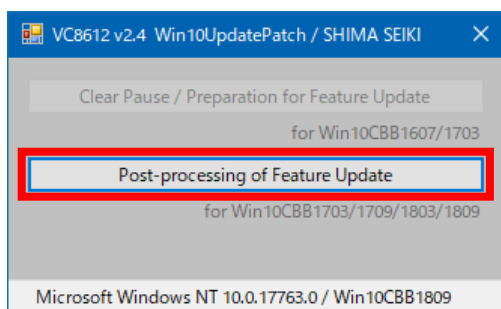 VC8612 v2.4 Win10UpdatePatch / SHIMA SEIKI
Clear Pause / Preparation for Feature Update
for Win10CBB1607/1703
Post-processing of Feature Update
for Win10CBB1703/1709/1803/1809
Microsoft Windows NT 10.0.17763.0 / Win10CBB1809